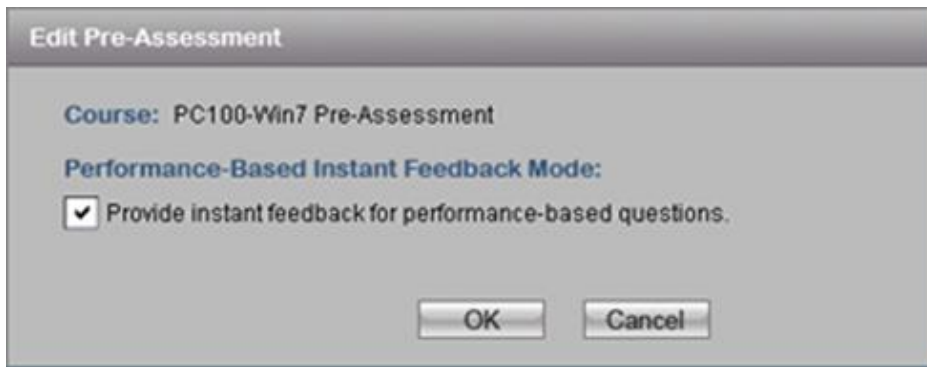 Edit Pre-Assessment
Course: PC100-Win7 Pre-Assessment
Performance-Based Instant Feedback Mode:
Provide instant feedback for performance-based questions.
OK Cancel